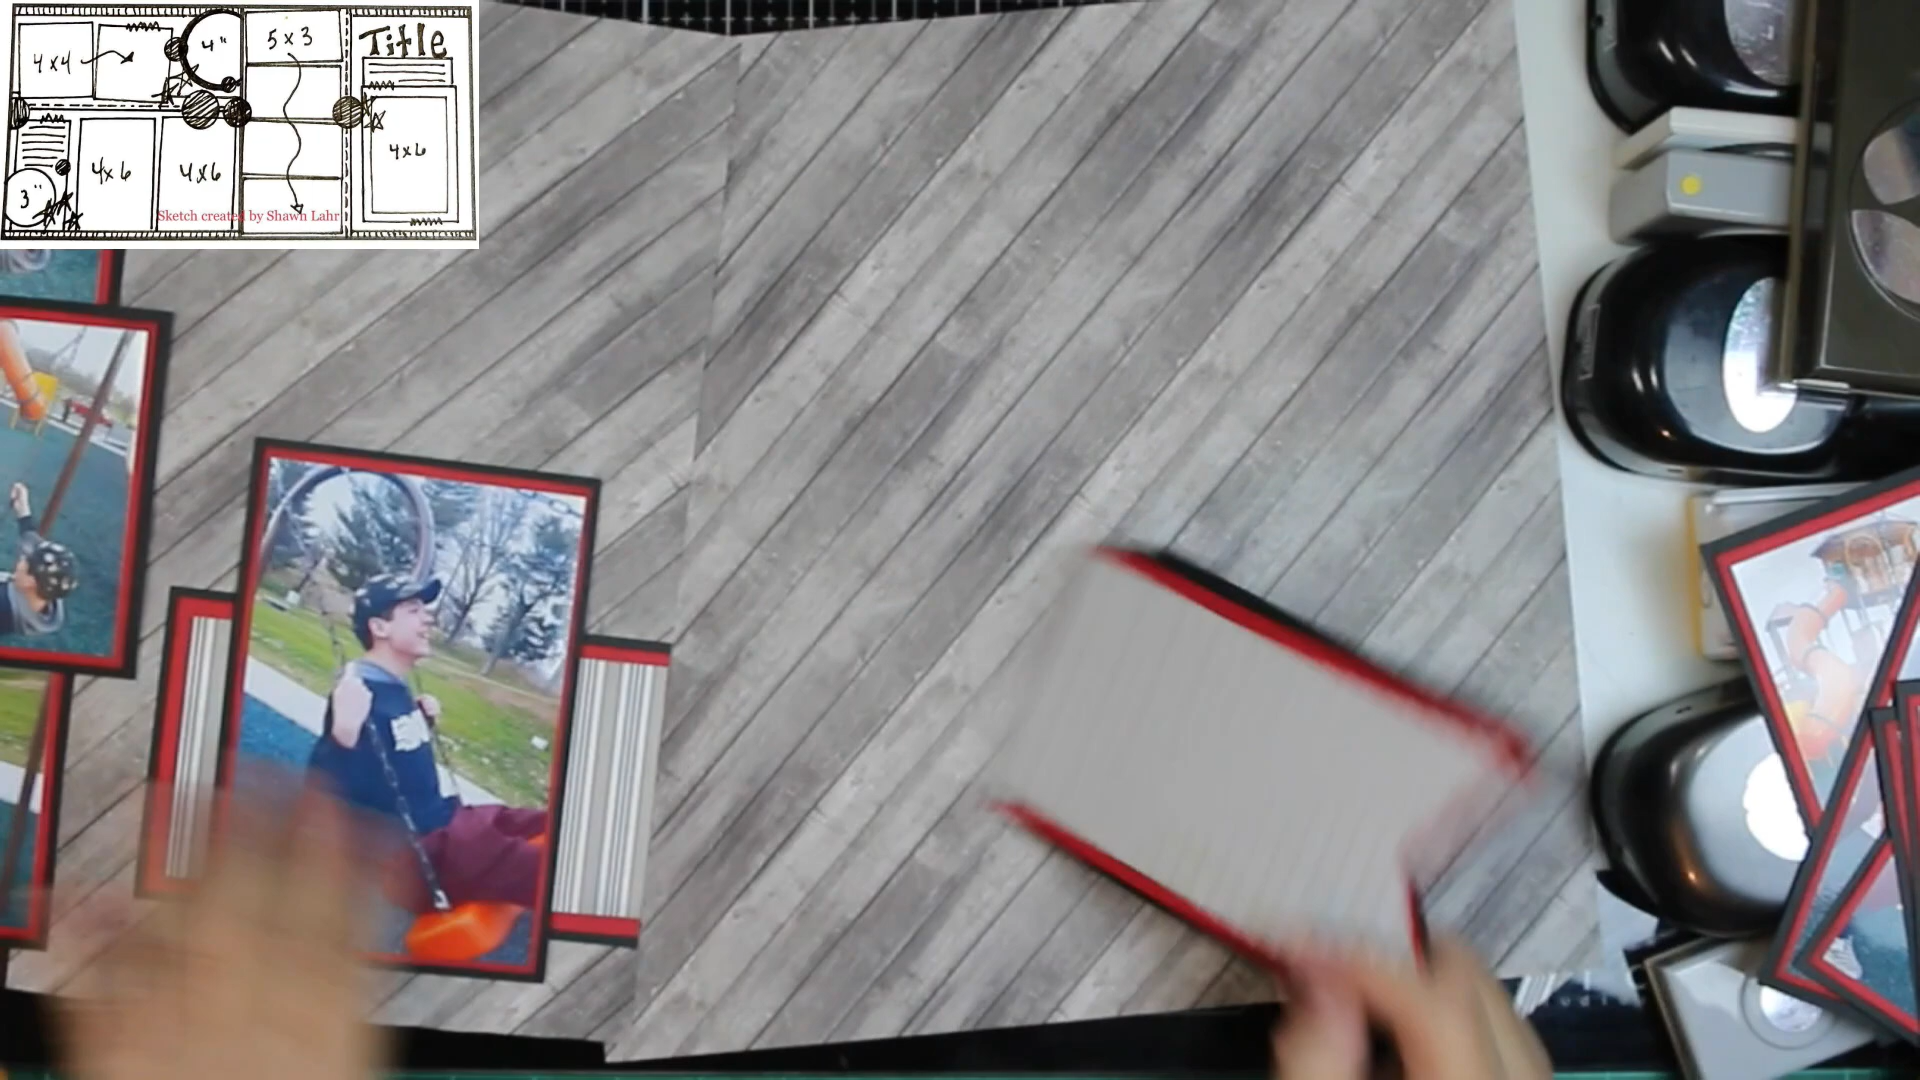 4x4
4"
5x3
Title
4x6
4x6
4x6
3"
Sketch created by Shawn Lahr